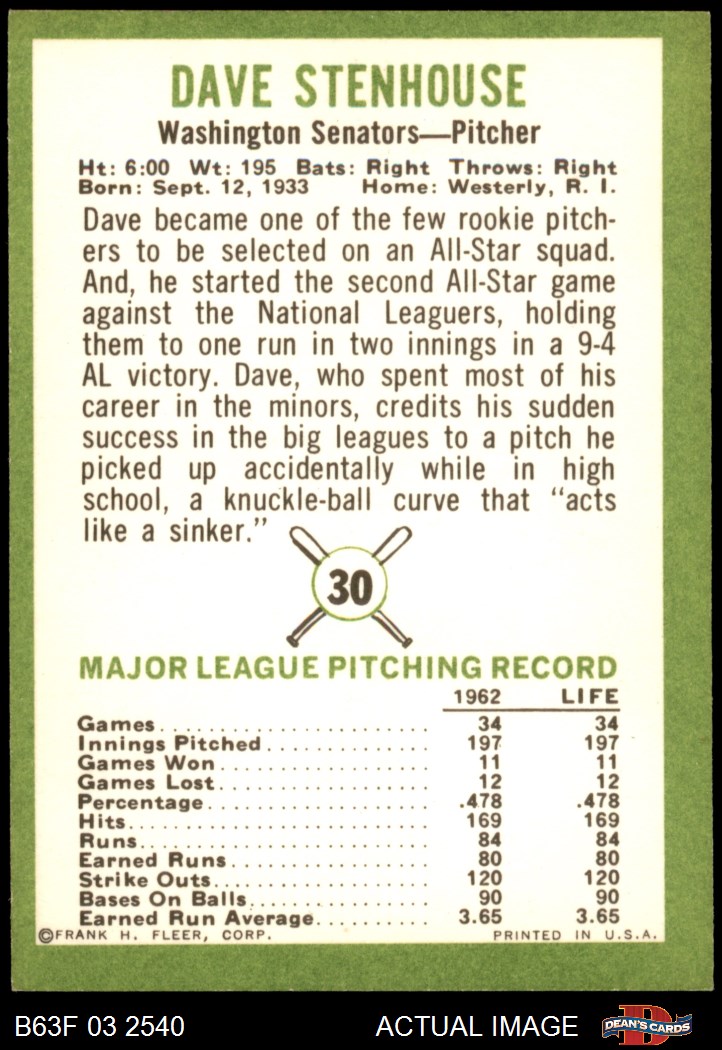 DAVE STENHOUSE
Washington Senators—Pitcher
Ht: 6:00 Wt: 195 Bats: Right Throws: Right
Born: Sept. 12, 1933 Home: Westerly, R. I.
Dave became one of the few rookie pitch-
ers to be selected on an All-Star squad.
And, he started the second All-Star game
against the National Leaguers, holding
them to one run in two innings in a 9-4
AL victory. Dave, who spent most of his
career in the minors, credits his sudden
success in the big leagues to a pitch he
picked up accidentally while in high
school, a knuckle-ball curve that “acts
like a sinker.”
30
MAJOR LEAGUE PITCHING RECORD
1962 LIFE
Games 34 34
Innings Pitched 197 197
Games Won 11 11
Games Lost 12 12
Percentage .478 .478
Hits 169 169
Runs 84 84
Earned Runs 80 80
Strike Outs 120 120
Bases On Balls 90 90
Earned Run Average 3.65 3.65
©FRANK H. FLEER, CORP. PRINTED IN U.S.A.
B63F 03 2540 ACTUAL IMAGE D DEAN'S CARDS